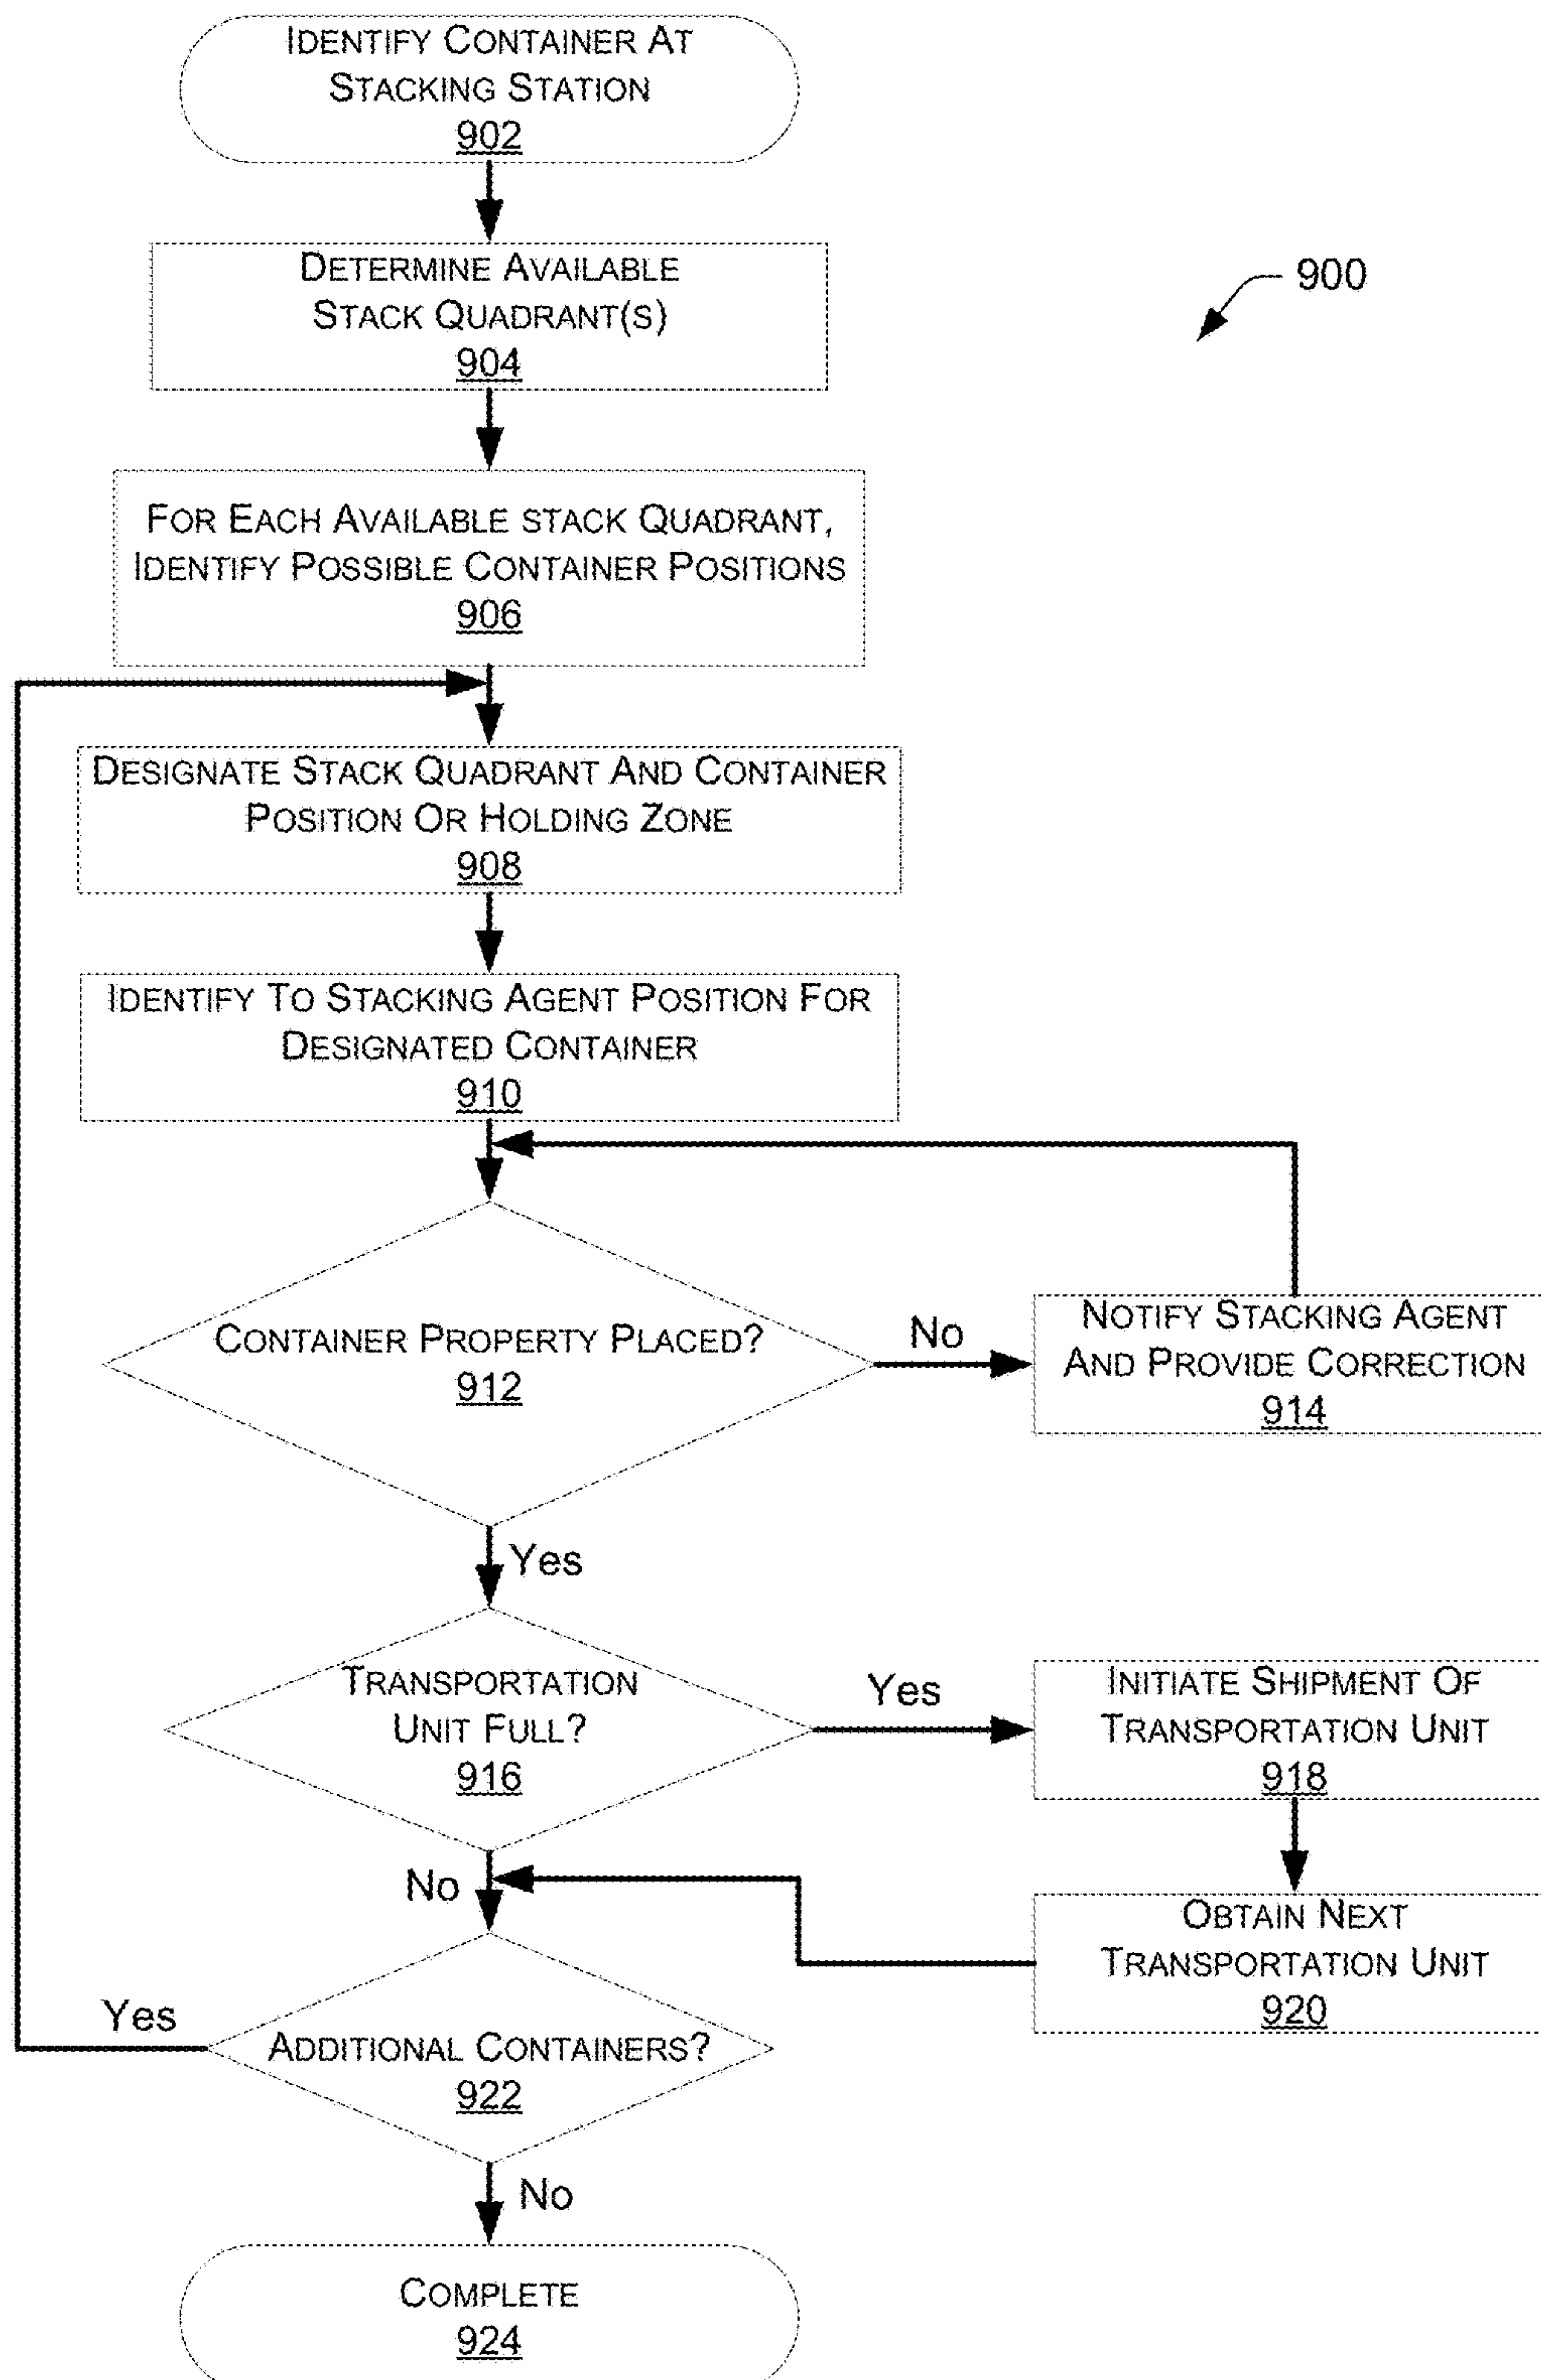 IDENTIFY CONTAINER AT
STACKING STATION
902
DETERMINE AVAILABLE
STACK QUADRANT(S)
904
900
FOR EACH AVAILABLE STACK QUADRANT,
IDENTIFY POSSIBLE CONTAINER POSITIONS
906
DESIGNATE STACK QUADRANT AND CONTAINER
POSITION OR HOLDING ZONE
908
IDENTIFY TO STACKING AGENT POSITION FOR
DESIGNATED CONTAINER
910
CONTAINER PROPERTY PLACED?
912
No
NOTIFY STACKING AGENT
AND PROVIDE CORRECTION
914
Yes
TRANSPORTATION
UNIT FULL?
916
Yes
INITIATE SHIPMENT OF
TRANSPORTATION UNIT
918
No
OBTAIN NEXT
TRANSPORTATION UNIT
920
Yes
ADDITIONAL CONTAINERS?
922
No
COMPLETE
924